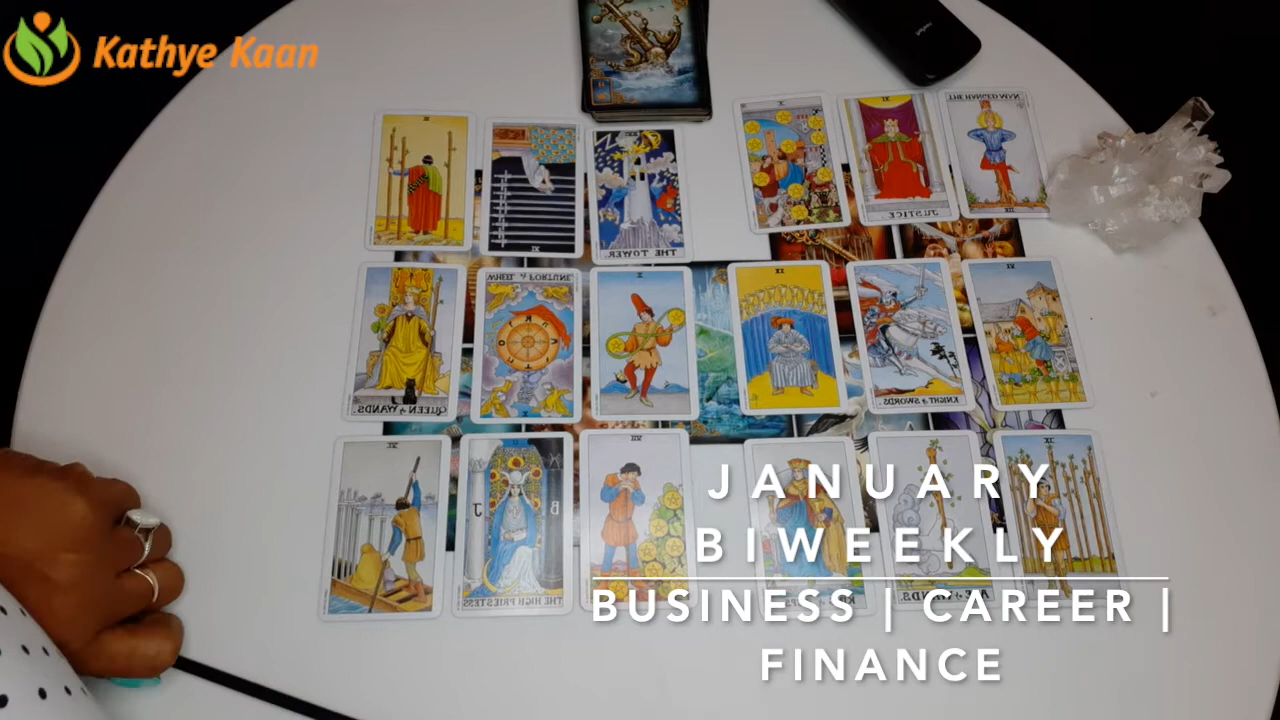 Kathye Kaan
THE HANGED MAN
JUSTICE.
THE TOWER.
WHEEL of FORTUNE.
QUEEN of WANDS.
KNIGHT of SWORDS.
J
B
THE HIGH PRIESTESS
JANUARY
BIWEEKLY
BUSINESS | CAREER |
FINANCE